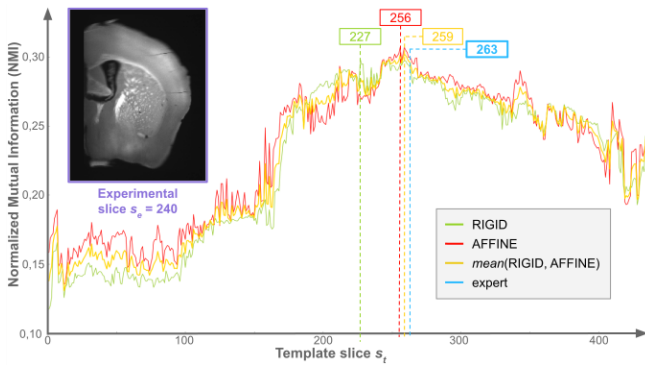 256
227
259
263
0,30
0,25
0,20
0,15
0,10
Normalized Mutual Information (NMI)
Experimental
slice sₑ = 240
RIGID
AFFINE
mean(RIGID, AFFINE)
expert
0
100
200
300
400
Template slice sₜ